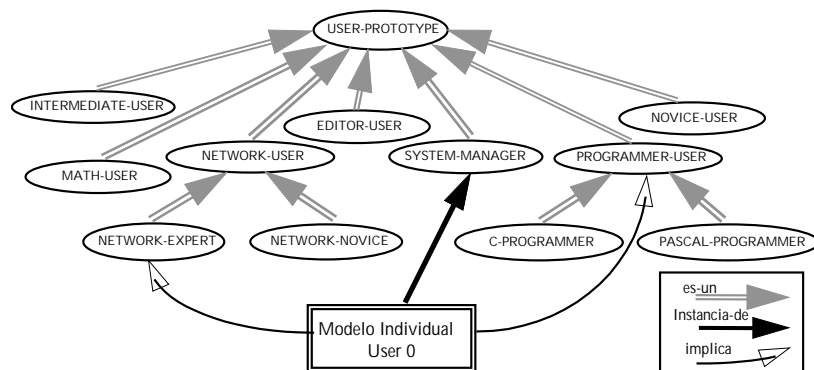 USER-PROTOTYPE
INTERMEDIATE-USER
NOVICE-USER
EDITOR-USER
MATH-USER
NETWORK-USER
SYSTEM-MANAGER
PROGRAMMER-USER
NETWORK-EXPERT
NETWORK-NOVICE
C-PROGRAMMER
PASCAL-PROGRAMMER
Modelo Individual
User 0
es-un
Instancia-de
implica